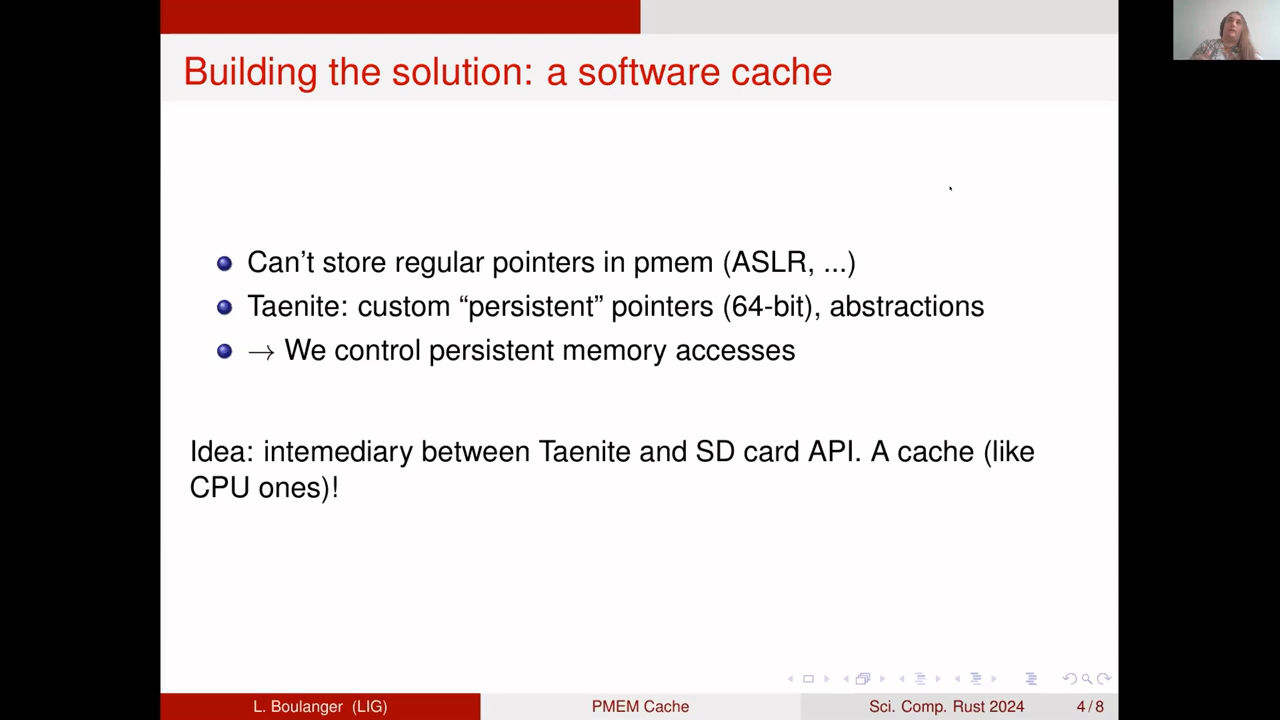 Building the solution: a software cache
Can't store regular pointers in pmem (ASLR, ...)
Taenite: custom “persistent” pointers (64-bit), abstractions
→ We control persistent memory accesses
Idea: intemediary between Taenite and SD card API. A cache (like
CPU ones)!
L. Boulanger (LIG)
PMEM Cache
Sci. Comp. Rust 2024
4 / 8